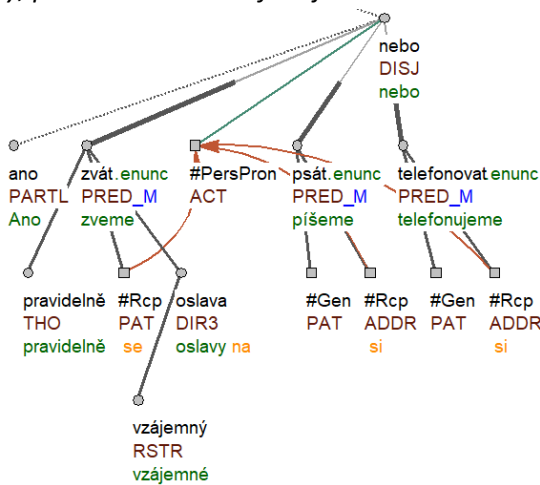 nebo
DISJ
nebo
ano zvát.enunc #PersPron psát.enunc telefonovat.enunc
PARTL PRED_M ACT PRED_M PRED_M
Ano zveme píšeme telefonujeme
pravidelně #Rcp oslava #Gen #Rcp #Gen #Rcp
THO PAT DIR3 PAT ADDR PAT ADDR
pravidelně se oslavy na si si
vzájemný
RSTR
vzájemné